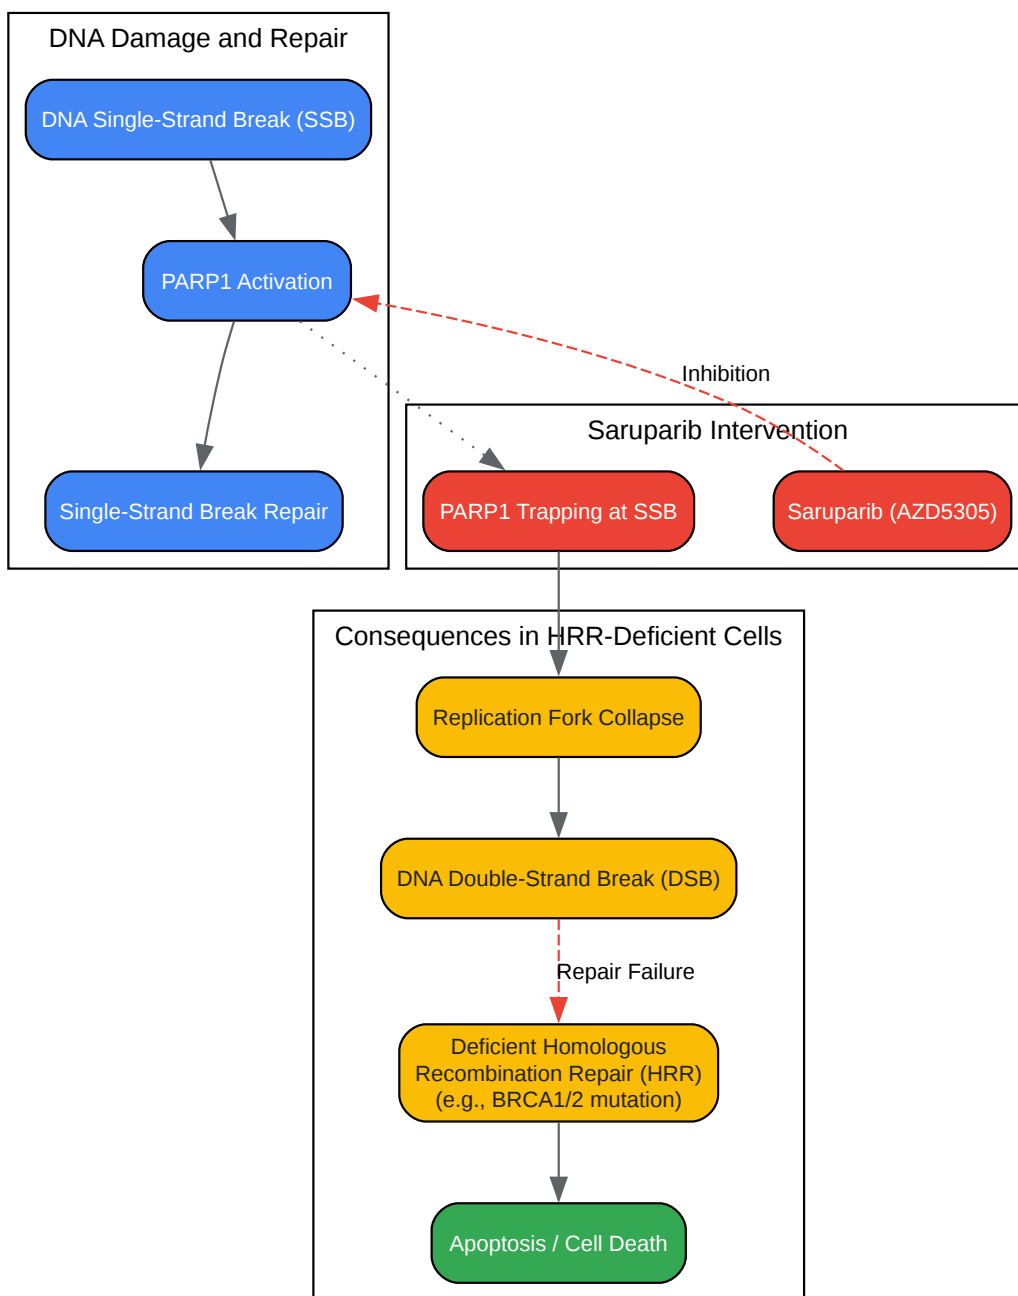 DNA Damage and Repair
DNA Single-Strand Break (SSB)
PARP1 Activation
Inhibition
Saruparib Intervention
Single-Strand Break Repair
PARP1 Trapping at SSB
Saruparib (AZD5305)
Consequences in HRR-Deficient Cells
Replication Fork Collapse
DNA Double-Strand Break (DSB)
Repair Failure
Deficient Homologous
Recombination Repair (HRR)
(e.g., BRCA1/2 mutation)
Apoptosis / Cell Death